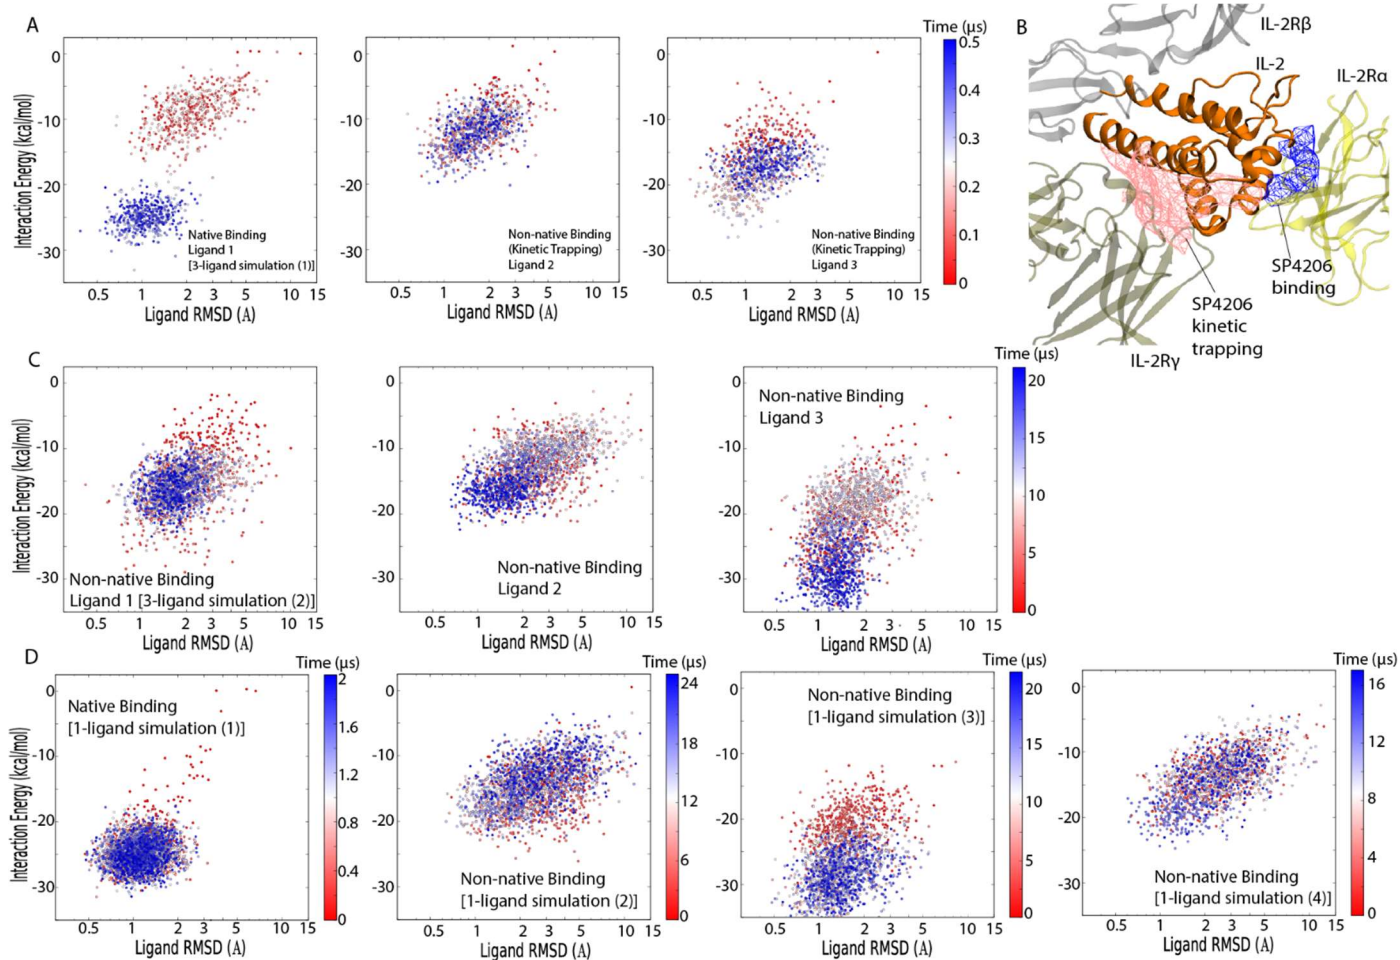 A
Time (μs)
0
-10
-20
-30
Interaction Energy (kcal/mol)
Native Binding
Ligand 1
[3-ligand simulation (1)]
0.5 1 2 3 5 10 15
Ligand RMSD (A)
0
-10
-20
-30
Non-native Binding
(Kinetic Trapping)
Ligand 2
0.5 1 2 3 5 10 15
Ligand RMSD (A)
0
-10
-20
-30
Non-native Binding
(Kinetic Trapping)
Ligand 3
0.5 1 2 3 5 10 15
Ligand RMSD (A)
0.5
0.4
0.3
0.2
0.1
0
B
IL-2Rβ
IL-2
IL-2Rα
SP4206
binding
SP4206
kinetic
trapping
IL-2Rγ
C
Time (μs)
0
-10
-20
-30
Interaction Energy (kcal/mol)
Non-native Binding
Ligand 1 [3-ligand simulation (2)]
0.5 1 2 3 5 10 15
Ligand RMSD (A)
0
-10
-20
-30
Non-native Binding
Ligand 2
0.5 1 2 3 5 10 15
Ligand RMSD (A)
0
-10
-20
-30
Non-native Binding
Ligand 3
0.5 1 2 3 5 10 15
Ligand RMSD (A)
20
15
10
5
0
D
Time (μs)
0
-10
-20
-30
Interaction Energy (kcal/mol)
Native Binding
[1-ligand simulation (1)]
0.5 1 2 3 5 10 15
Ligand RMSD (A)
2
1.6
1.2
0.8
0.4
0
Time (μs)
0
-10
-20
-30
Non-native Binding
[1-ligand simulation (2)]
0.5 1 2 3 5 10 15
Ligand RMSD (A)
24
18
12
6
0
Time (μs)
0
-10
-20
-30
Non-native Binding
[1-ligand simulation (3)]
0.5 1 2 3 5 10 15
Ligand RMSD (A)
20
15
10
5
0
Time (μs)
0
-10
-20
-30
Non-native Binding
[1-ligand simulation (4)]
0.5 1 2 3 5 10 15
Ligand RMSD (A)
16
12
8
4
0